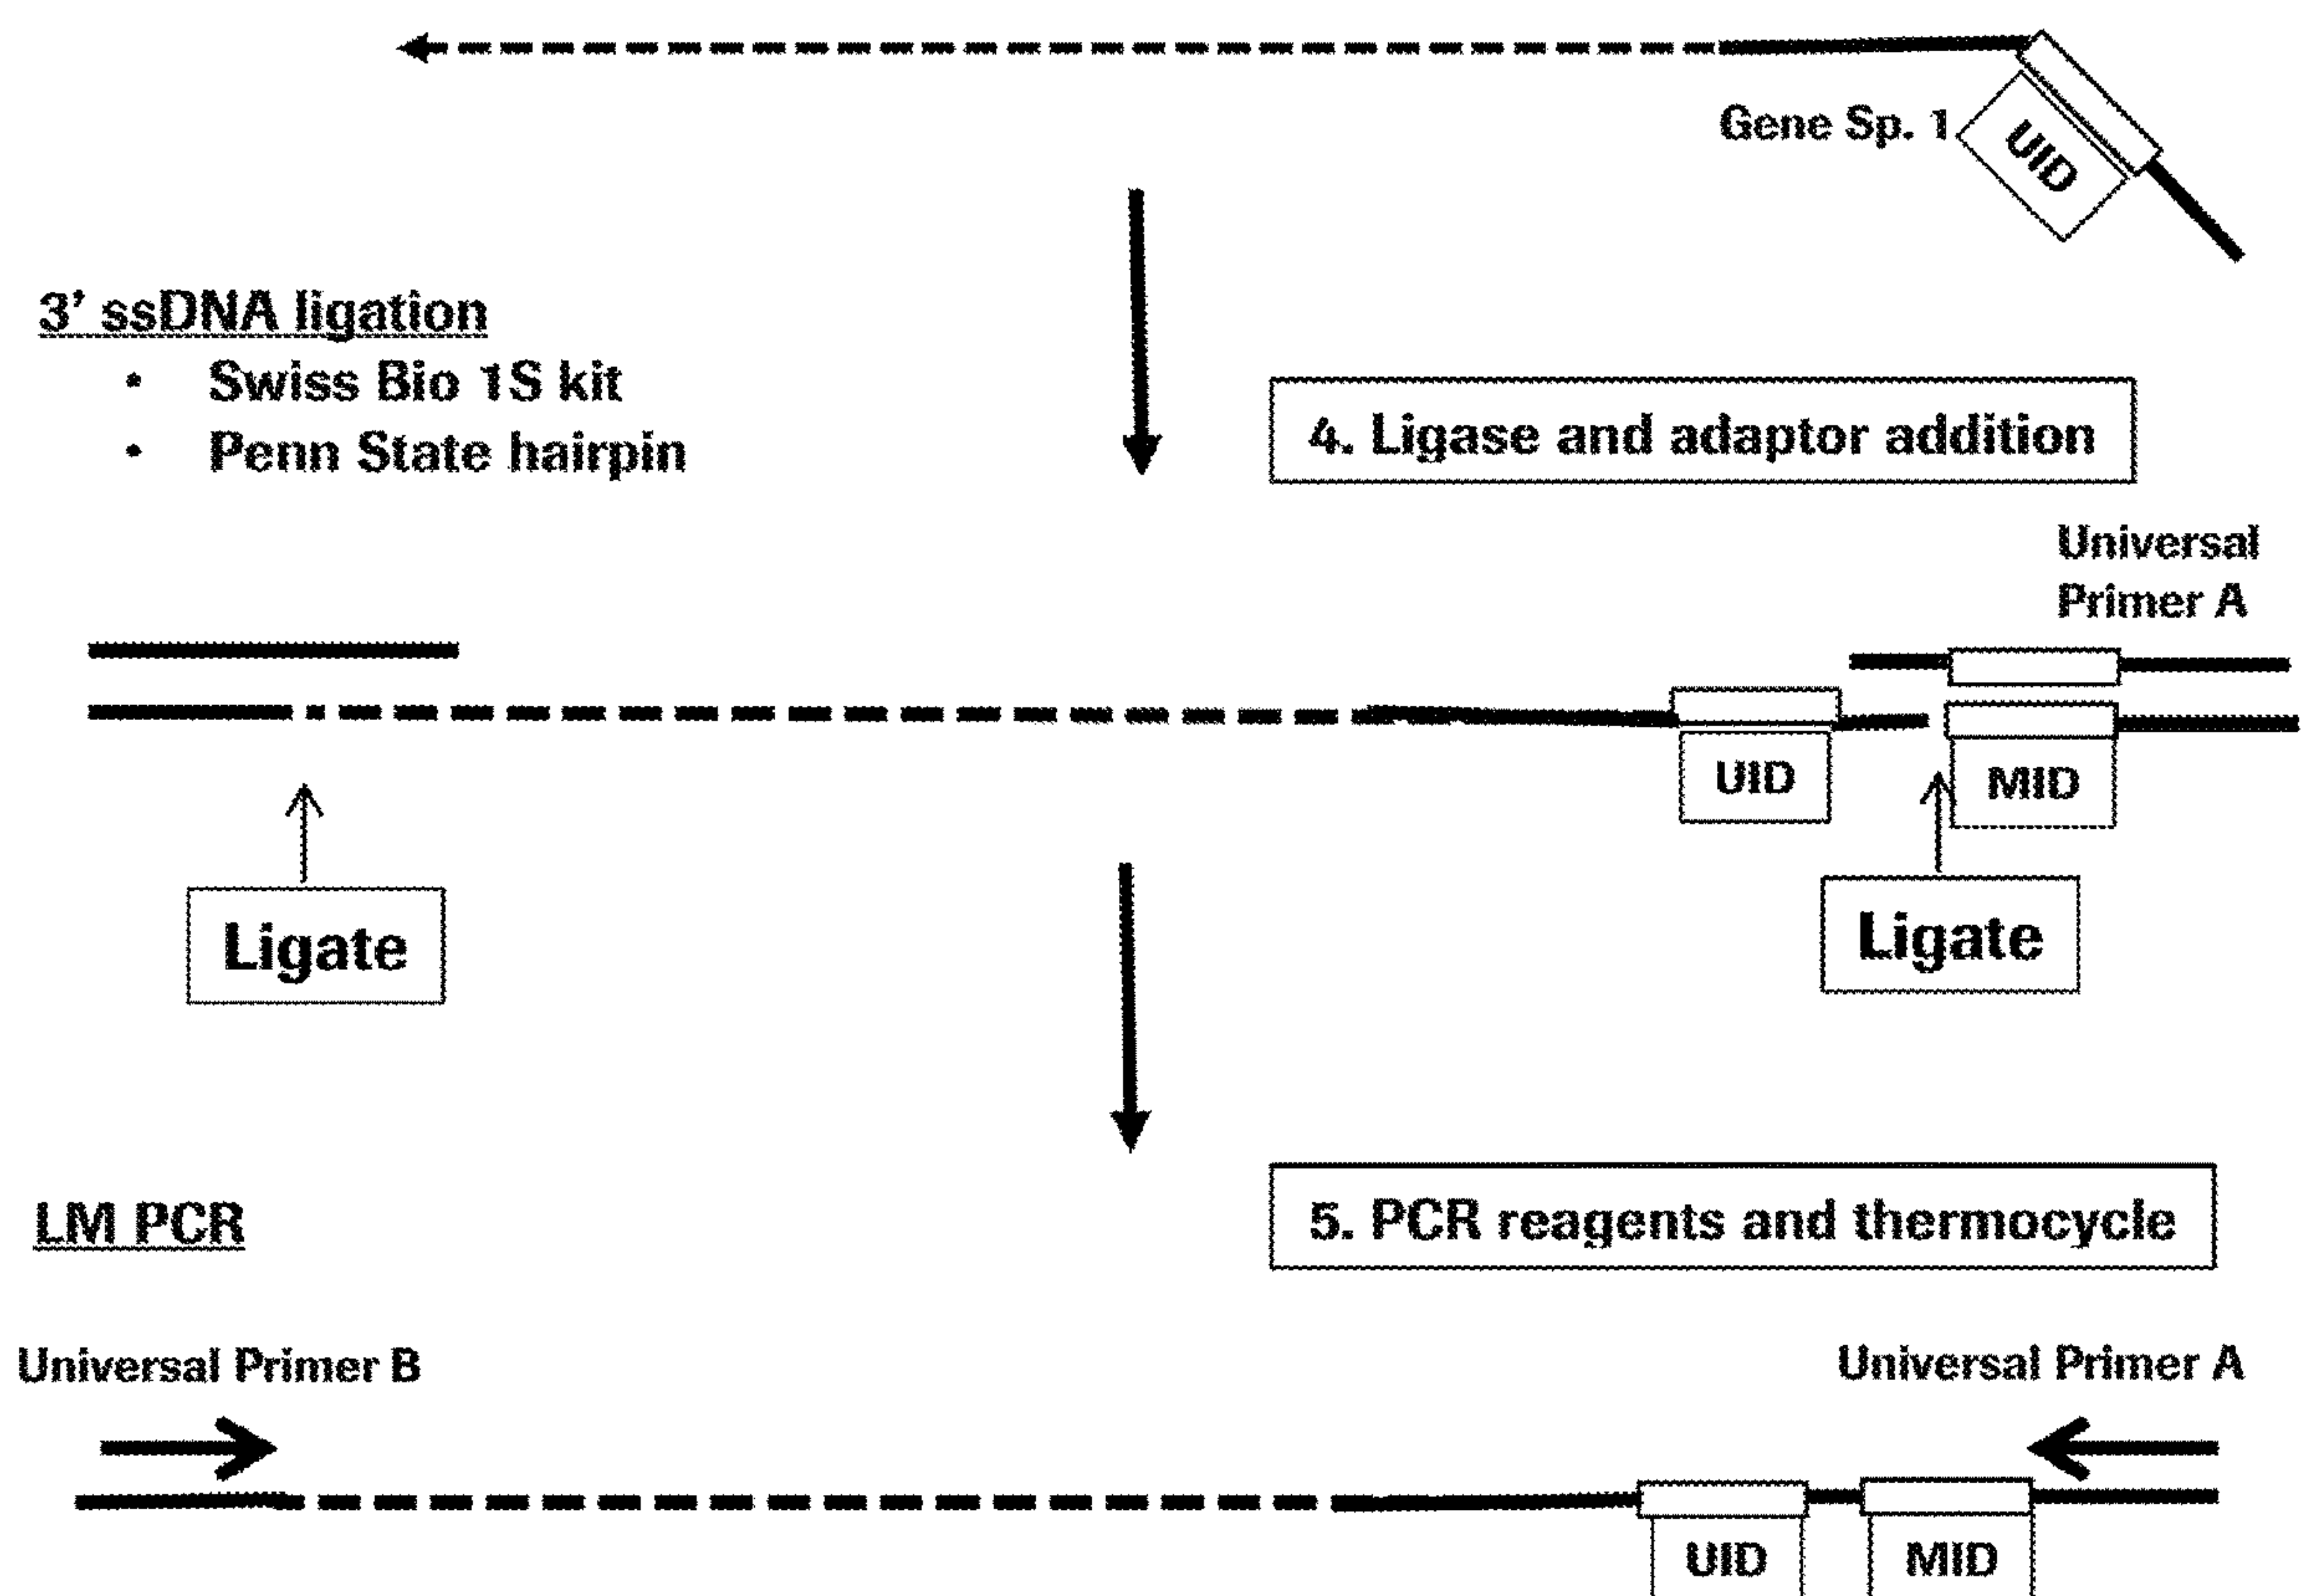 Gene Sp. 1
UID
3' ssDNA ligation
• Swiss Bio 1S kit
• Penn State hairpin
4. Ligase and adaptor addition
Universal
Primer A
UID
MID
Ligate
Ligate
LM PCR
5. PCR reagents and thermocycle
Universal Primer B
Universal Primer A
UID
MID